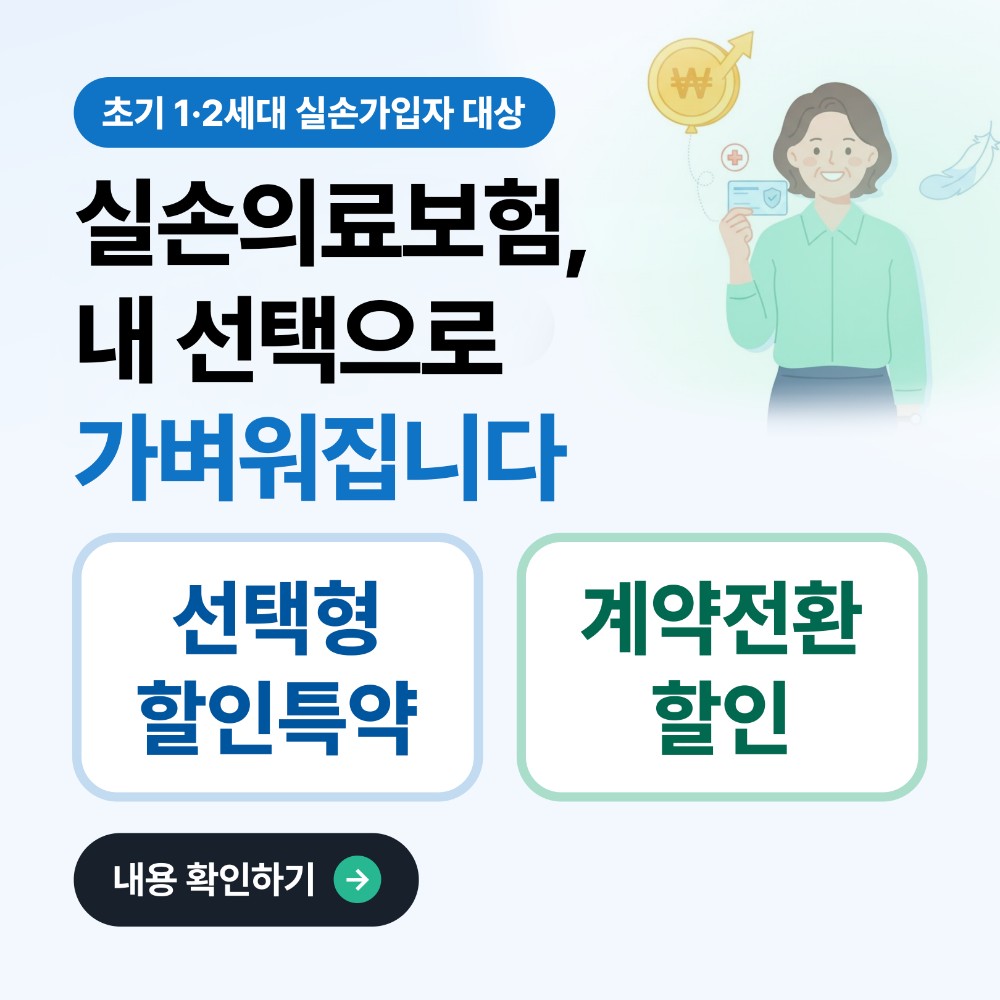 초기 1·2세대 실손가입자 대상
실손의료보험,
내 선택으로
가벼워집니다
선택형
할인특약
계약전환
할인
내용 확인하기
₩